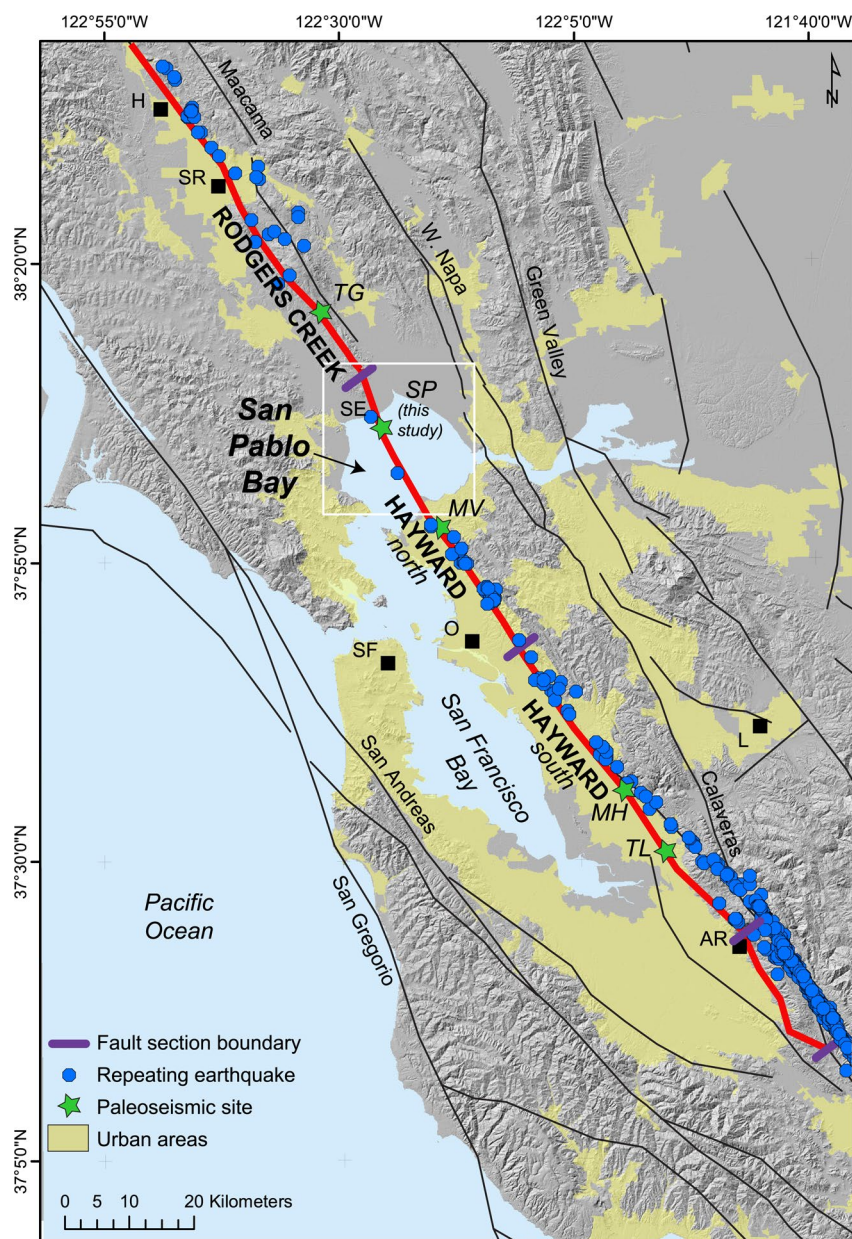 122°55'0"W
122°30'0"W
122°5'0"W
121°40'0"W
N
H
Maacama
SR
RODGERS CREEK
W. Napa
Green Valley
38°20'0"N
TG
SE
SP
(this
study)
San
Pablo
Bay
MV
HAYWARD
north
37°55'0"N
O
SF
HAYWARD
south
San Francisco
Bay
L
San Andreas
MH
Calaveras
TL
37°30'0"N
San Gregorio
Pacific
Ocean
AR
Fault section boundary
Repeating earthquake
Paleoseismic site
Urban areas
37°5'0"N
0 5 10 20 Kilometers